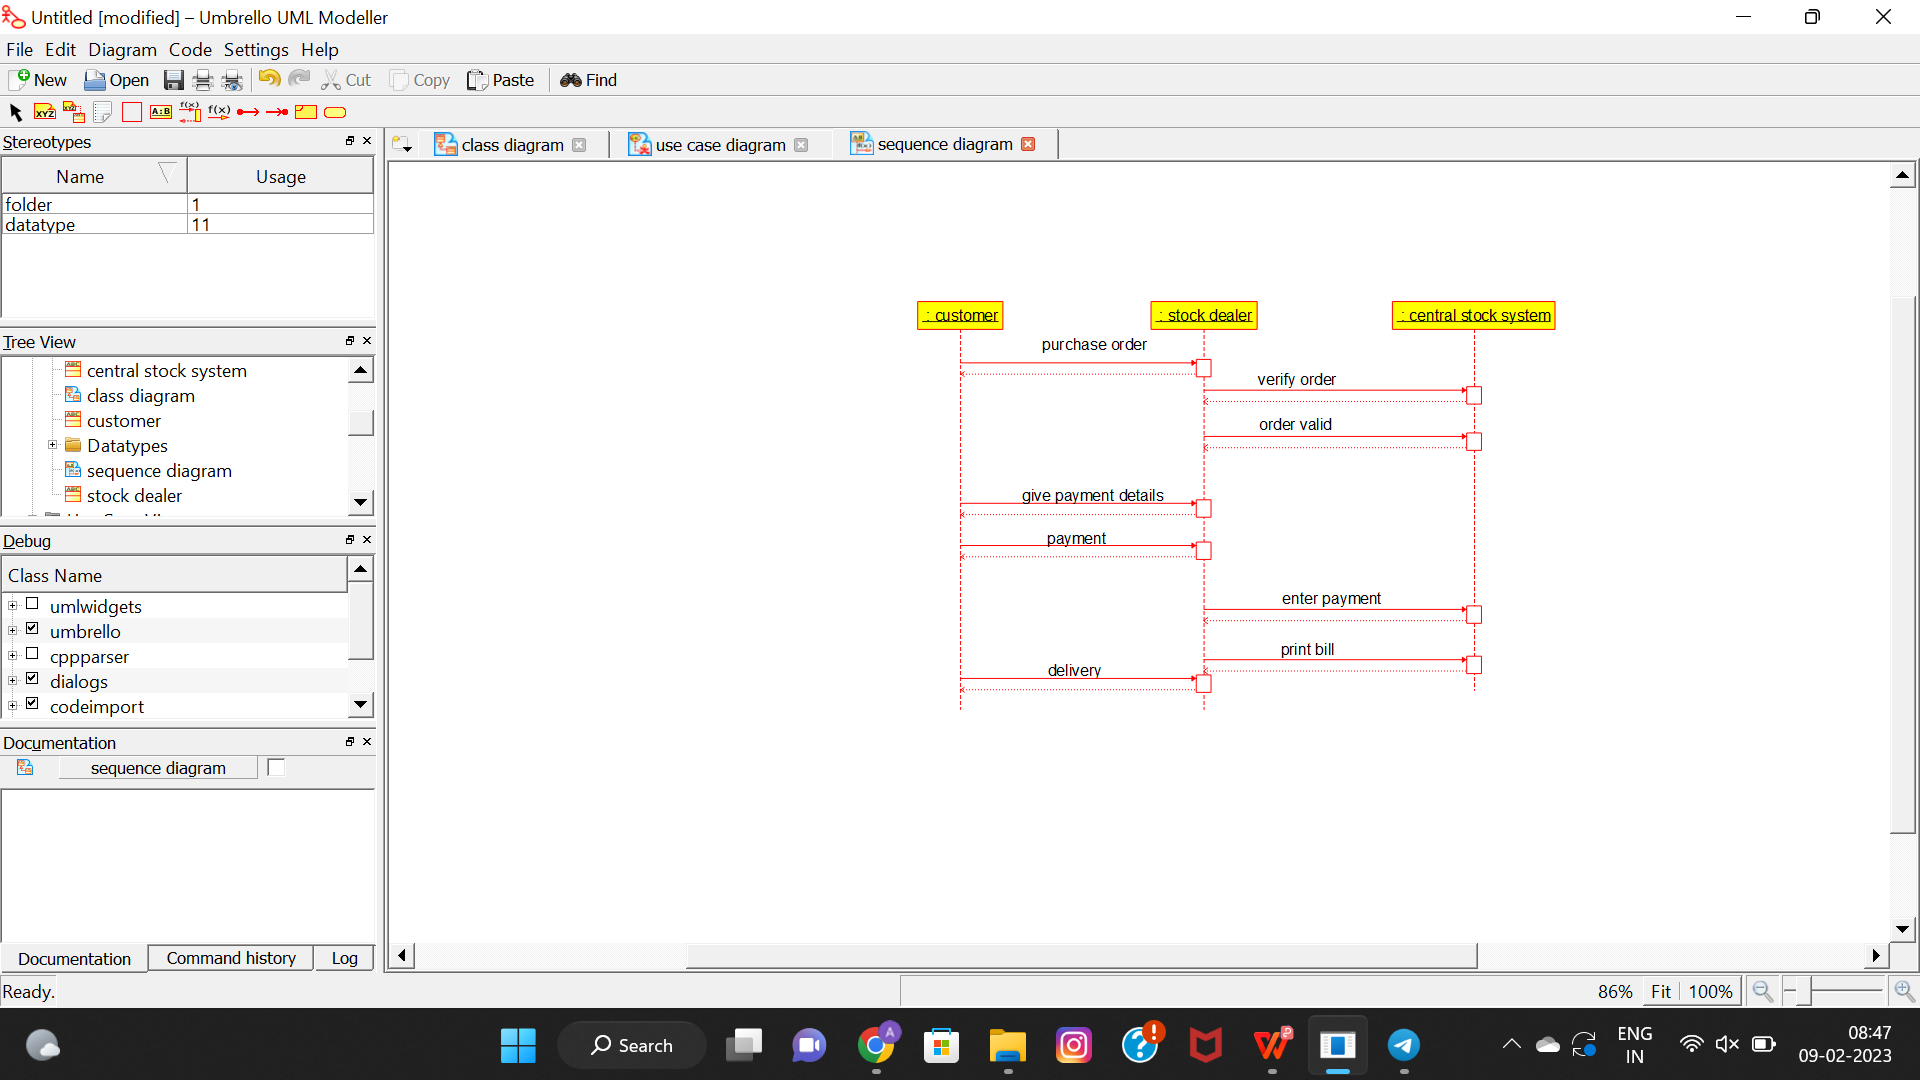 Untitled [modified] – Umbrello UML Modeller
File Edit Diagram Code Settings Help
New Open Cut Copy Paste Find
XYZ XYZ A:B f(x) f(x)
Stereotypes
class diagram use case diagram sequence diagram
Name Usage
folder 1
datatype 11
Tree View
central stock system
class diagram
customer
Datatypes
sequence diagram
stock dealer
Debug
Class Name
umlwidgets
umbrello
cppparser
dialogs
codeimport
Documentation
sequence diagram
Documentation Command history Log
: customer : stock dealer : central stock system
purchase order
verify order
order valid
give payment details
payment
enter payment
print bill
delivery
Ready. 86% Fit 100%
Search
A
ENG
IN
08:47
09-02-2023